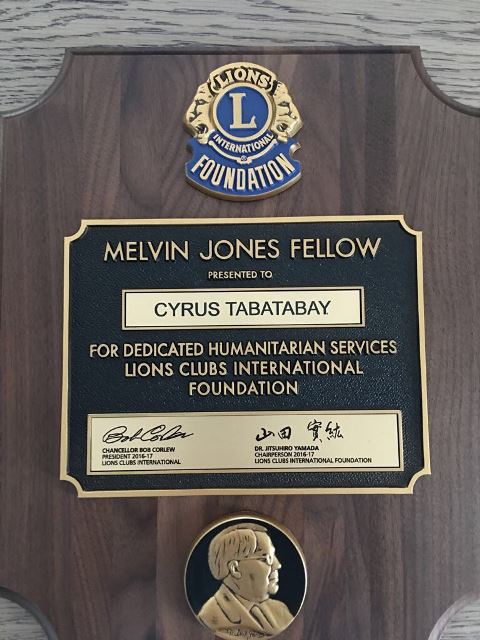 LIONS
L
INTERNATIONAL
FOUNDATION
MELVIN JONES FELLOW
PRESENTED TO
CYRUS TABATABAY
FOR DEDICATED HUMANITARIAN SERVICES
LIONS CLUBS INTERNATIONAL
FOUNDATION
Bob Corlew
山田 實紘
CHANCELLOR BOB CORLEW
PRESIDENT 2016-17
LIONS CLUBS INTERNATIONAL
DR. JITSUHIRO YAMADA
CHAIRPERSON 2016-17
LIONS CLUBS INTERNATIONAL FOUNDATION